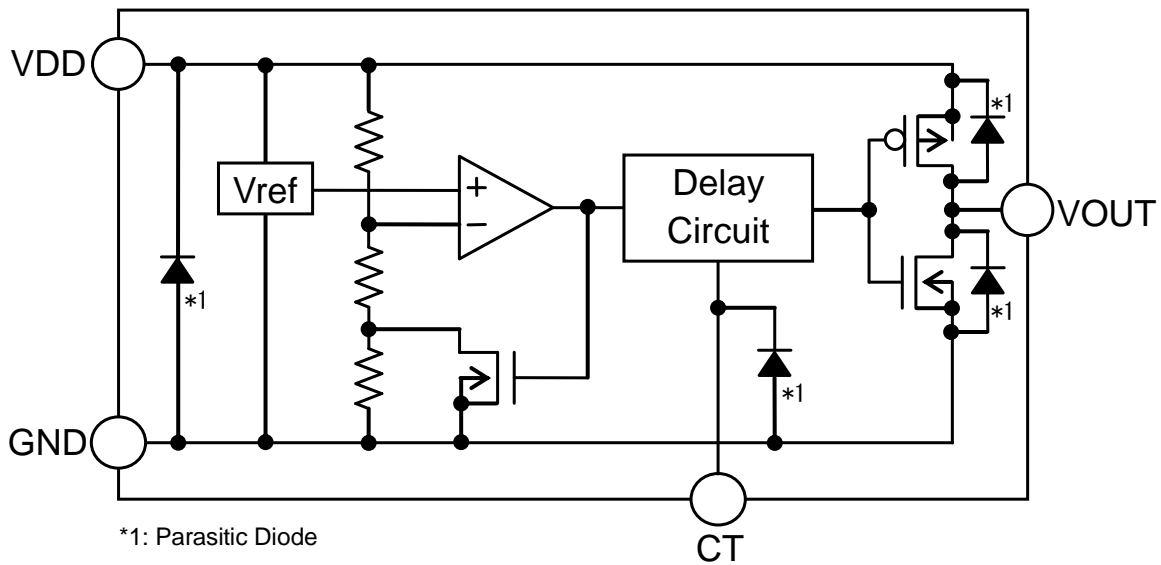 VDD
*1
Vref
+
−
Delay
Circuit
VOUT
*1
*1
*1
GND
*1: Parasitic Diode
CT